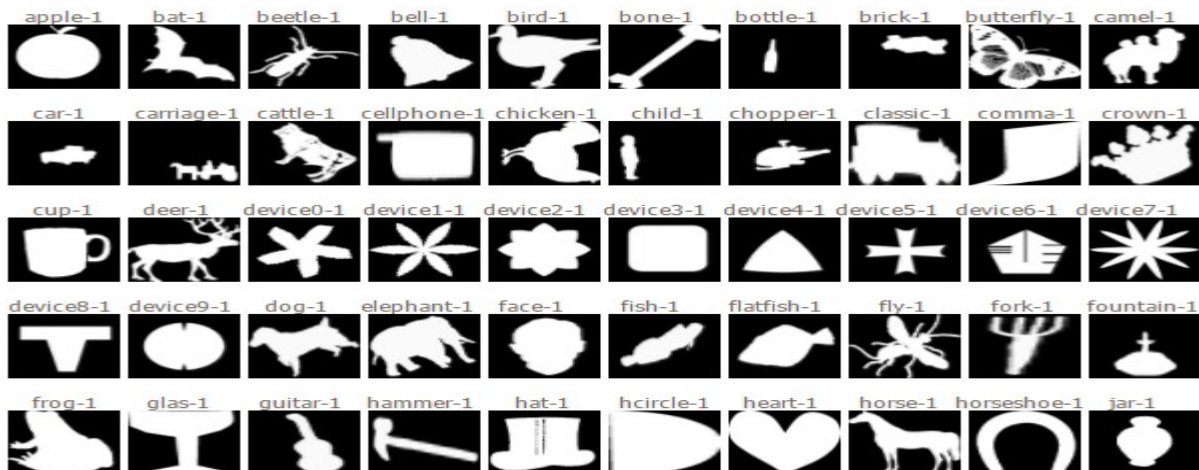 apple-1 bat-1 beetle-1 bell-1 bird-1 bone-1 bottle-1 brick-1 butterfly-1 camel-1
car-1 carriage-1 cattle-1 cellphone-1 chicken-1 child-1 chopper-1 classic-1 comma-1 crown-1
cup-1 deer-1 device0-1 device1-1 device2-1 device3-1 device4-1 device5-1 device6-1 device7-1
device8-1 device9-1 dog-1 elephant-1 face-1 fish-1 flatfish-1 fly-1 fork-1 fountain-1
frog-1 glas-1 guitar-1 hammer-1 hat-1 hcircle-1 heart-1 horse-1 horseshoe-1 jar-1